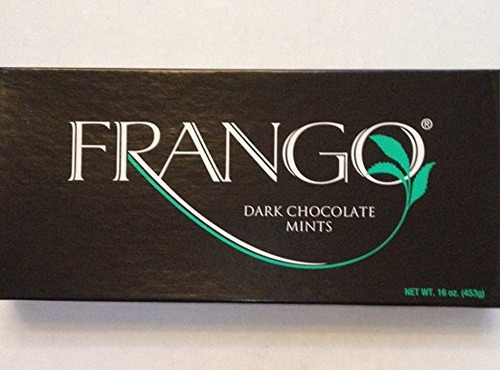 FRANGO®
DARK CHOCOLATE
MINTS
NET WT. 16 oz. (453g)